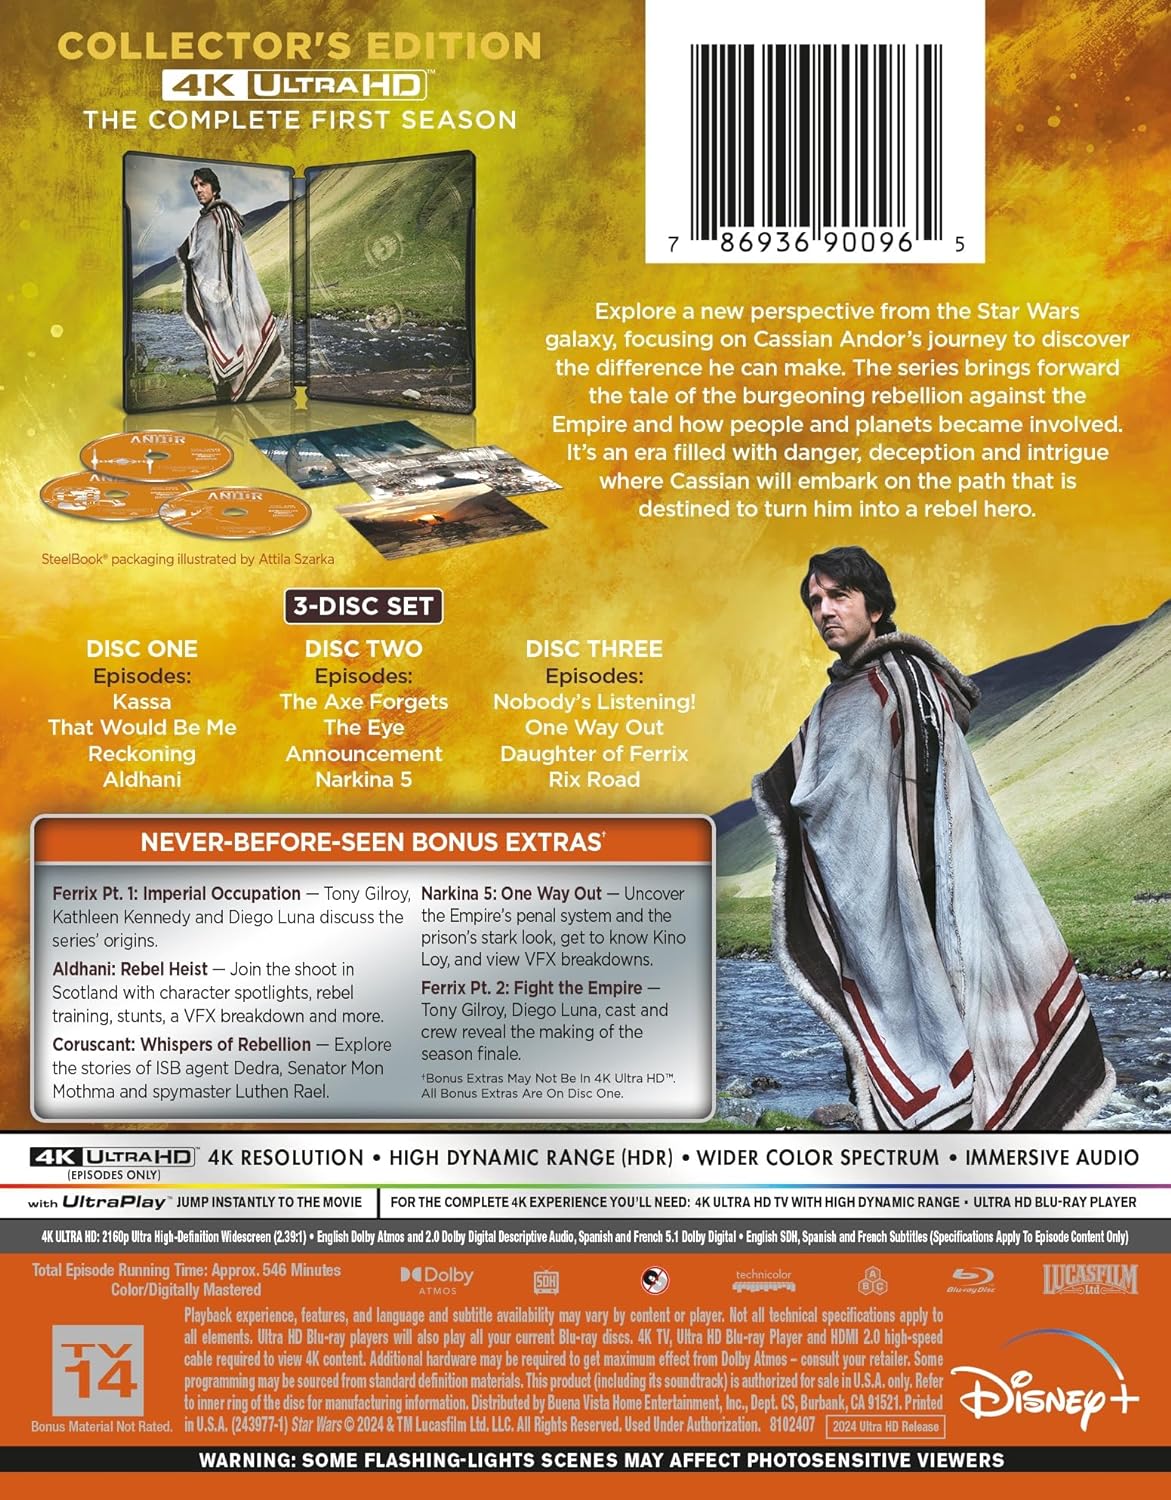 COLLECTOR'S EDITION
4K ULTRA HD™
THE COMPLETE FIRST SEASON
7 86936 90096 5
Explore a new perspective from the Star Wars
galaxy, focusing on Cassian Andor's journey to discover
the difference he can make. The series brings forward
the tale of the burgeoning rebellion against the
Empire and how people and planets became involved.
It's an era filled with danger, deception and intrigue
where Cassian will embark on the path that is
destined to turn him into a rebel hero.
ANDOR
ANDOR
SteelBook® packaging illustrated by Attila Szarka
3-DISC SET
DISC ONE
Episodes:
Kassa
That Would Be Me
Reckoning
Aldhani
DISC TWO
Episodes:
The Axe Forgets
The Eye
Announcement
Narkina 5
DISC THREE
Episodes:
Nobody's Listening!
One Way Out
Daughter of Ferrix
Rix Road
NEVER-BEFORE-SEEN BONUS EXTRAS†
Ferrix Pt. 1: Imperial Occupation — Tony Gilroy,
Kathleen Kennedy and Diego Luna discuss the
series' origins.
Aldhani: Rebel Heist — Join the shoot in
Scotland with character spotlights, rebel
training, stunts, a VFX breakdown and more.
Coruscant: Whispers of Rebellion — Explore
the stories of ISB agent Dedra, Senator Mon
Mothma and spymaster Luthen Rael.
Narkina 5: One Way Out — Uncover
the Empire's penal system and the
prison's stark look, get to know Kino
Loy, and view VFX breakdowns.
Ferrix Pt. 2: Fight the Empire —
Tony Gilroy, Diego Luna, cast and
crew reveal the making of the
season finale.
†Bonus Extras May Not Be In 4K Ultra HD™.
All Bonus Extras Are On Disc One.
4K ULTRA HD™ 4K RESOLUTION • HIGH DYNAMIC RANGE (HDR) • WIDER COLOR SPECTRUM • IMMERSIVE AUDIO
(EPISODES ONLY)
with UltraPlay™ JUMP INSTANTLY TO THE MOVIE | FOR THE COMPLETE 4K EXPERIENCE YOU'LL NEED: 4K ULTRA HD TV WITH HIGH DYNAMIC RANGE • ULTRA HD BLU-RAY PLAYER
4K ULTRA HD: 2160p Ultra High-Definition Widescreen (2.39:1) • English Dolby Atmos and 2.0 Dolby Digital Descriptive Audio, Spanish and French 5.1 Dolby Digital • English SDH, Spanish and French Subtitles (Specifications Apply To Episode Content Only)
Total Episode Running Time: Approx. 546 Minutes
Color/Digitally Mastered
Dolby
ATMOS
SDH
technicolor
A B C
Blu-ray Disc
LUCASFILM
Ltd
Playback experience, features, and language and subtitle availability may vary by content or player. Not all technical specifications apply to
all elements. Ultra HD Blu-ray players will also play all your current Blu-ray discs. 4K TV, Ultra HD Blu-ray Player and HDMI 2.0 high-speed
cable required to view 4K content. Additional hardware may be required to get maximum effect from Dolby Atmos – consult your retailer. Some
programming may be sourced from standard definition materials. This product (including its soundtrack) is authorized for sale in U.S.A. only. Refer
to inner ring of the disc for manufacturing information. Distributed by Buena Vista Home Entertainment, Inc., Dept. CS, Burbank, CA 91521. Printed
in U.S.A. (243977-1) Star Wars © 2024 & TM Lucasfilm Ltd. LLC. All Rights Reserved. Used Under Authorization. 8102407 2024 Ultra HD Release
TV
14
Bonus Material Not Rated.
Disney+
WARNING: SOME FLASHING-LIGHTS SCENES MAY AFFECT PHOTOSENSITIVE VIEWERS